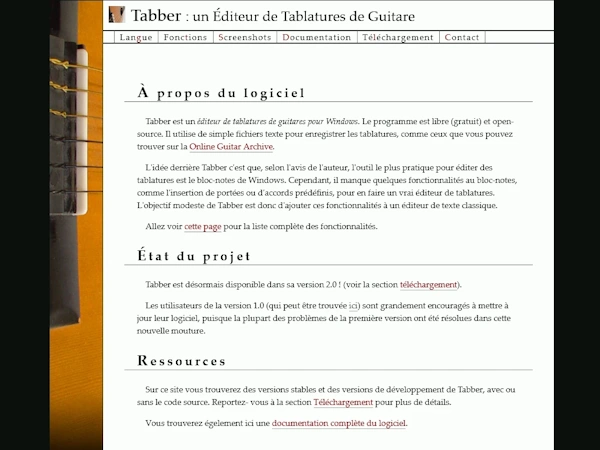 Tabber : un Éditeur de Tablatures de Guitare
Langue Fonctions Screenshots Documentation Téléchargement Contact
À propos du logiciel
Tabber est un éditeur de tablatures de guitares pour Windows. Le programme est libre (gratuit) et open-
source. Il utilise de simple fichiers texte pour enregistrer les tablatures, comme ceux que vous pouvez
trouver sur la Online Guitar Archive.
L'idée derrière Tabber c'est que, selon l'avis de l'auteur, l'outil le plus pratique pour éditer des
tablatures est le bloc-notes de Windows. Cependant, il manque quelques fonctionnalités au bloc-notes,
comme l'insertion de portées ou d'accords prédéfinis, pour en faire un vrai éditeur de tablatures.
L'objectif modeste de Tabber est donc d'ajouter ces fonctionnalités à un éditeur de texte classique.
Allez voir cette page pour la liste complète des fonctionnalités.
État du projet
Tabber est désormais disponible dans sa version 2.0 ! (voir la section téléchargement).
Les utilisateurs de la version 1.0 (qui peut être trouvée ici) sont grandement encouragés à mettre à
jour leur logiciel, puisque la plupart des problèmes de la première version ont été résolues dans cette
nouvelle mouture.
Ressources
Sur ce site vous trouverez des versions stables et des versions de développement de Tabber, avec ou
sans le code source. Reportez- vous à la section Téléchargement pour plus de détails.
Vous trouverez égelement ici une documentation complète du logiciel.